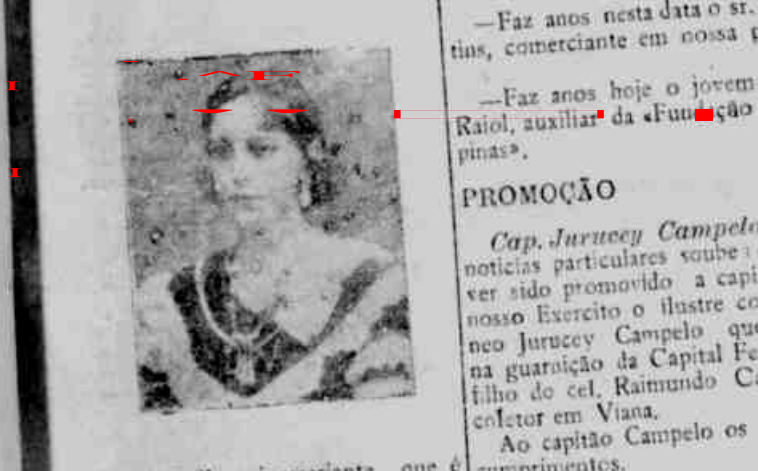 —Faz anos nesta data o sr.
tins, comerciante em nossa
—Faz anos hoje o jovem
Raiol, auxiliar da «Fundação
pinas».
PROMOÇÃO
Cap. Jurucey Campelo
noticias particulares soube
ver sido promovido a capi
nosso Exercito o ilustre co
neo Jurucey Campelo que
na guarnição da Capital Fe
filho do cel. Raimundo Ca
coletor em Viana.
Ao capitão Campelo os
cumprimentos.
que é